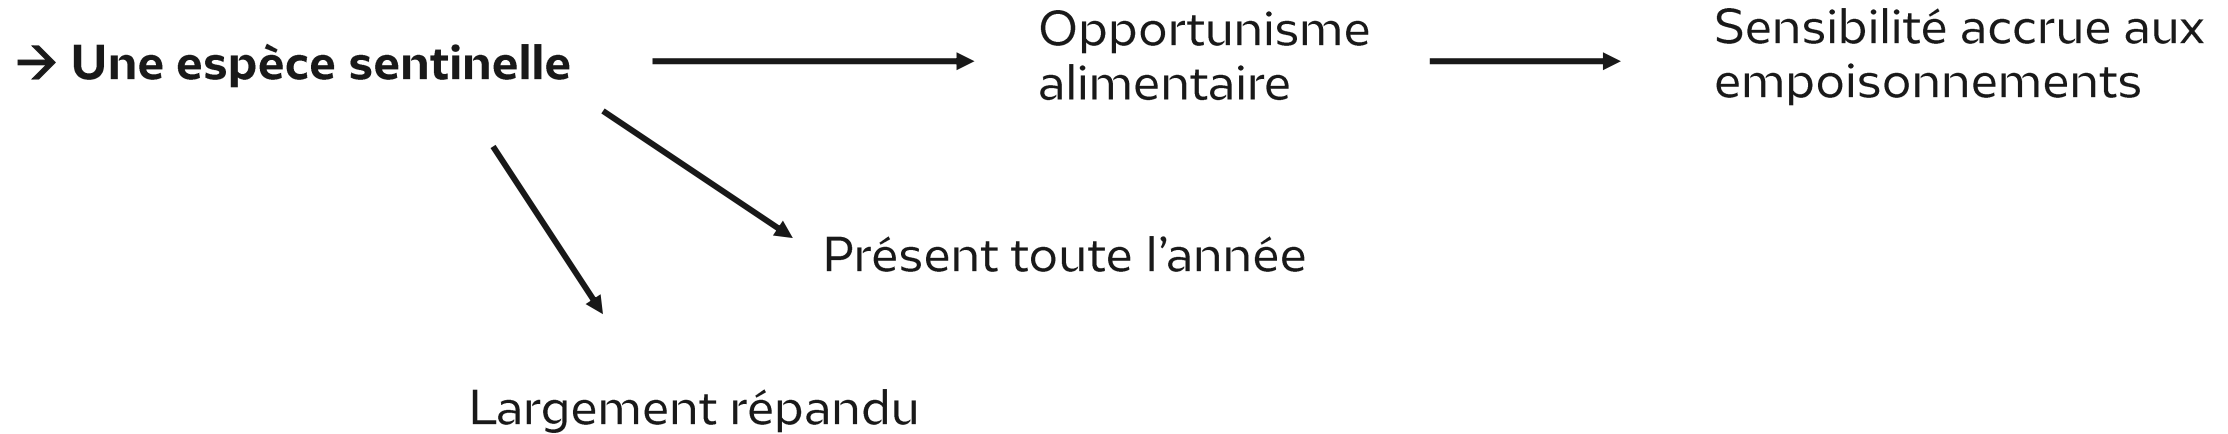 → Une espèce sentinelle
Opportunisme
alimentaire
Sensibilité accrue aux
empoisonnements
Présent toute l’année
Largement répandu